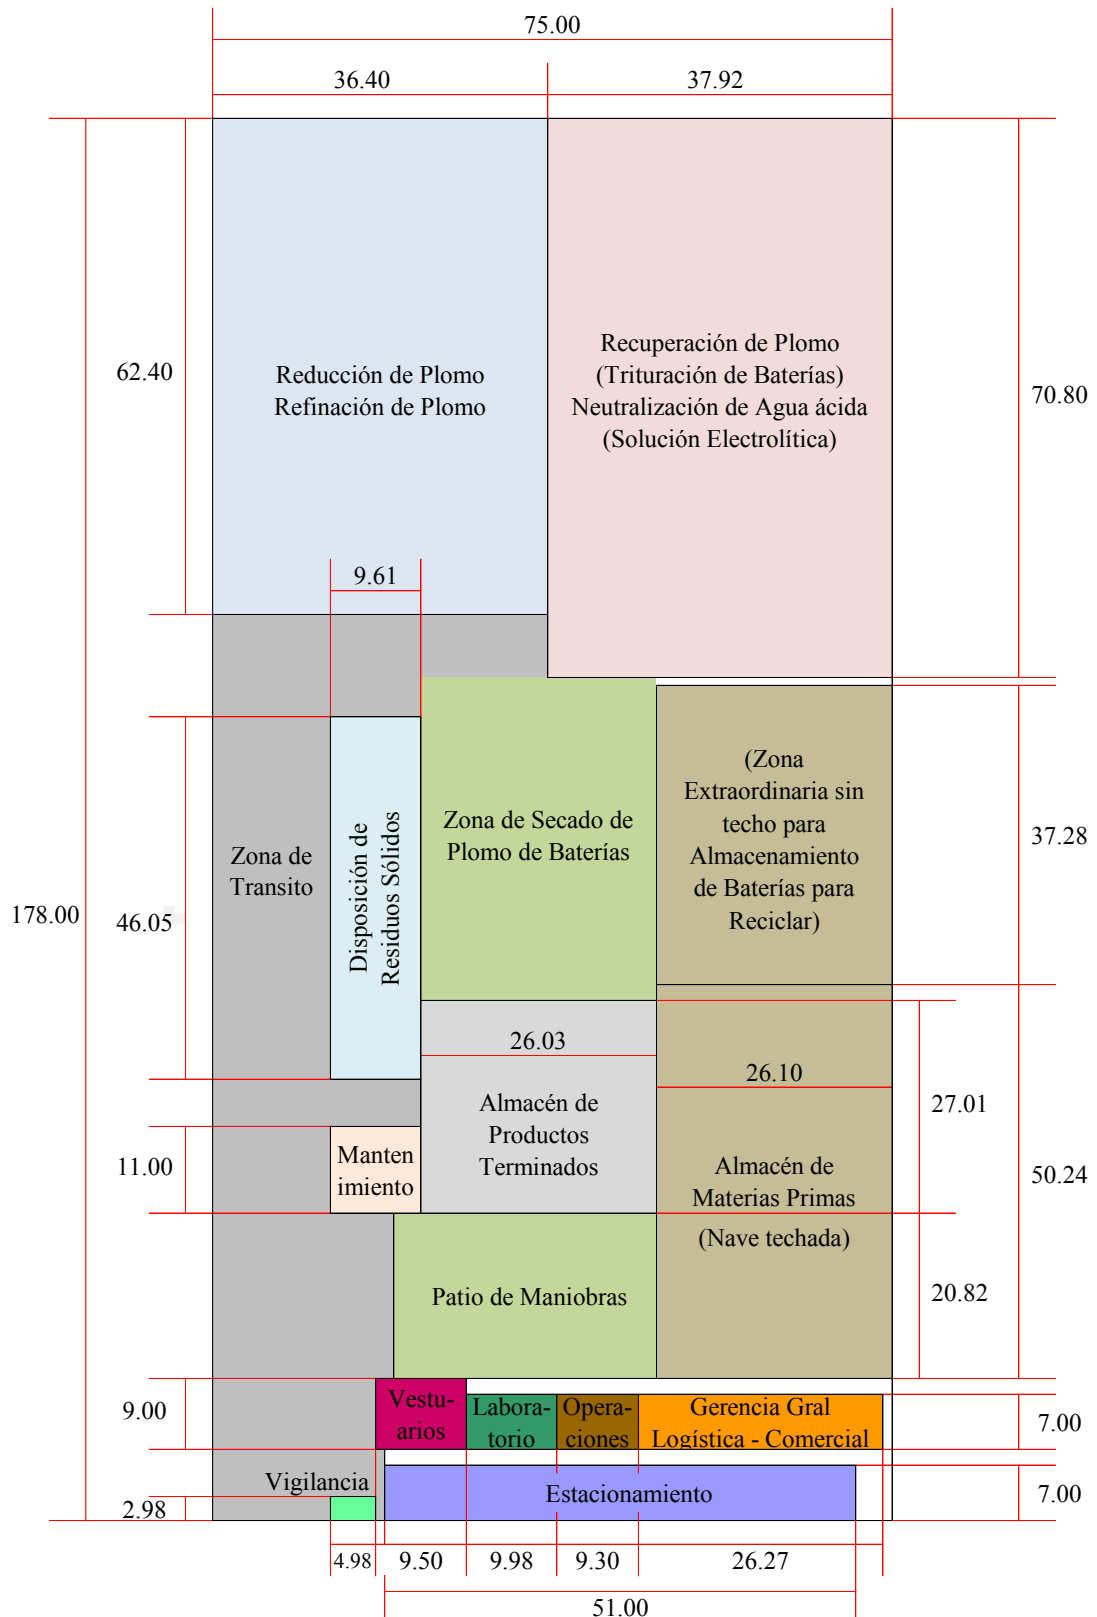 75.00
36.40
37.92
62.40
Reducción de Plomo
Refinación de Plomo
Recuperación de Plomo
(Trituración de Baterías)
Neutralización de Agua ácida
(Solución Electrolítica)
70.80
9.61
178.00
46.05
Zona de
Transito
Disposición de
Residuos Sólidos
Zona de Secado de
Plomo de Baterías
(Zona
Extraordinaria sin
techo para
Almacenamiento
de Baterías para
Reciclar)
37.28
26.03
26.10
27.01
Almacén de
Productos
Terminados
11.00
Manten
imiento
Almacén de
Materias Primas
(Nave techada)
50.24
Patio de Maniobras
20.82
9.00
Vestu-
arios
Labora-
torio
Opera-
ciones
Gerencia Gral
Logística - Comercial
7.00
Vigilancia
2.98
Estacionamiento
7.00
4.98
9.50
9.98
9.30
26.27
51.00